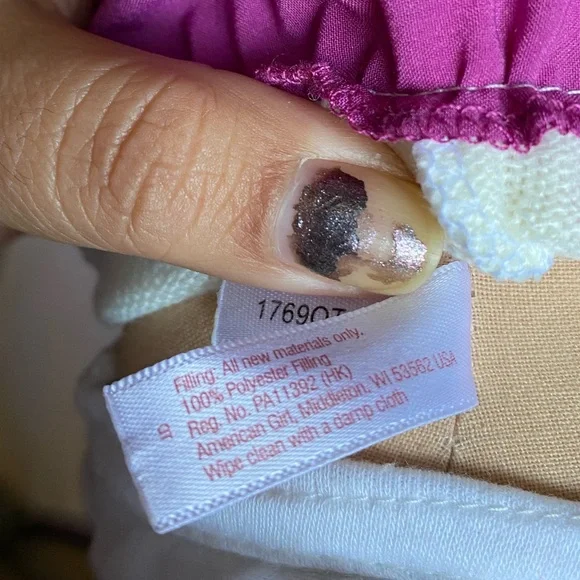 1769QT
Filling: All new materials only.
100% Polyester Filling
Reg. No. PA11392 (HK)
American Girl, Middleton, WI 53562 USA
Wipe clean with a damp cloth